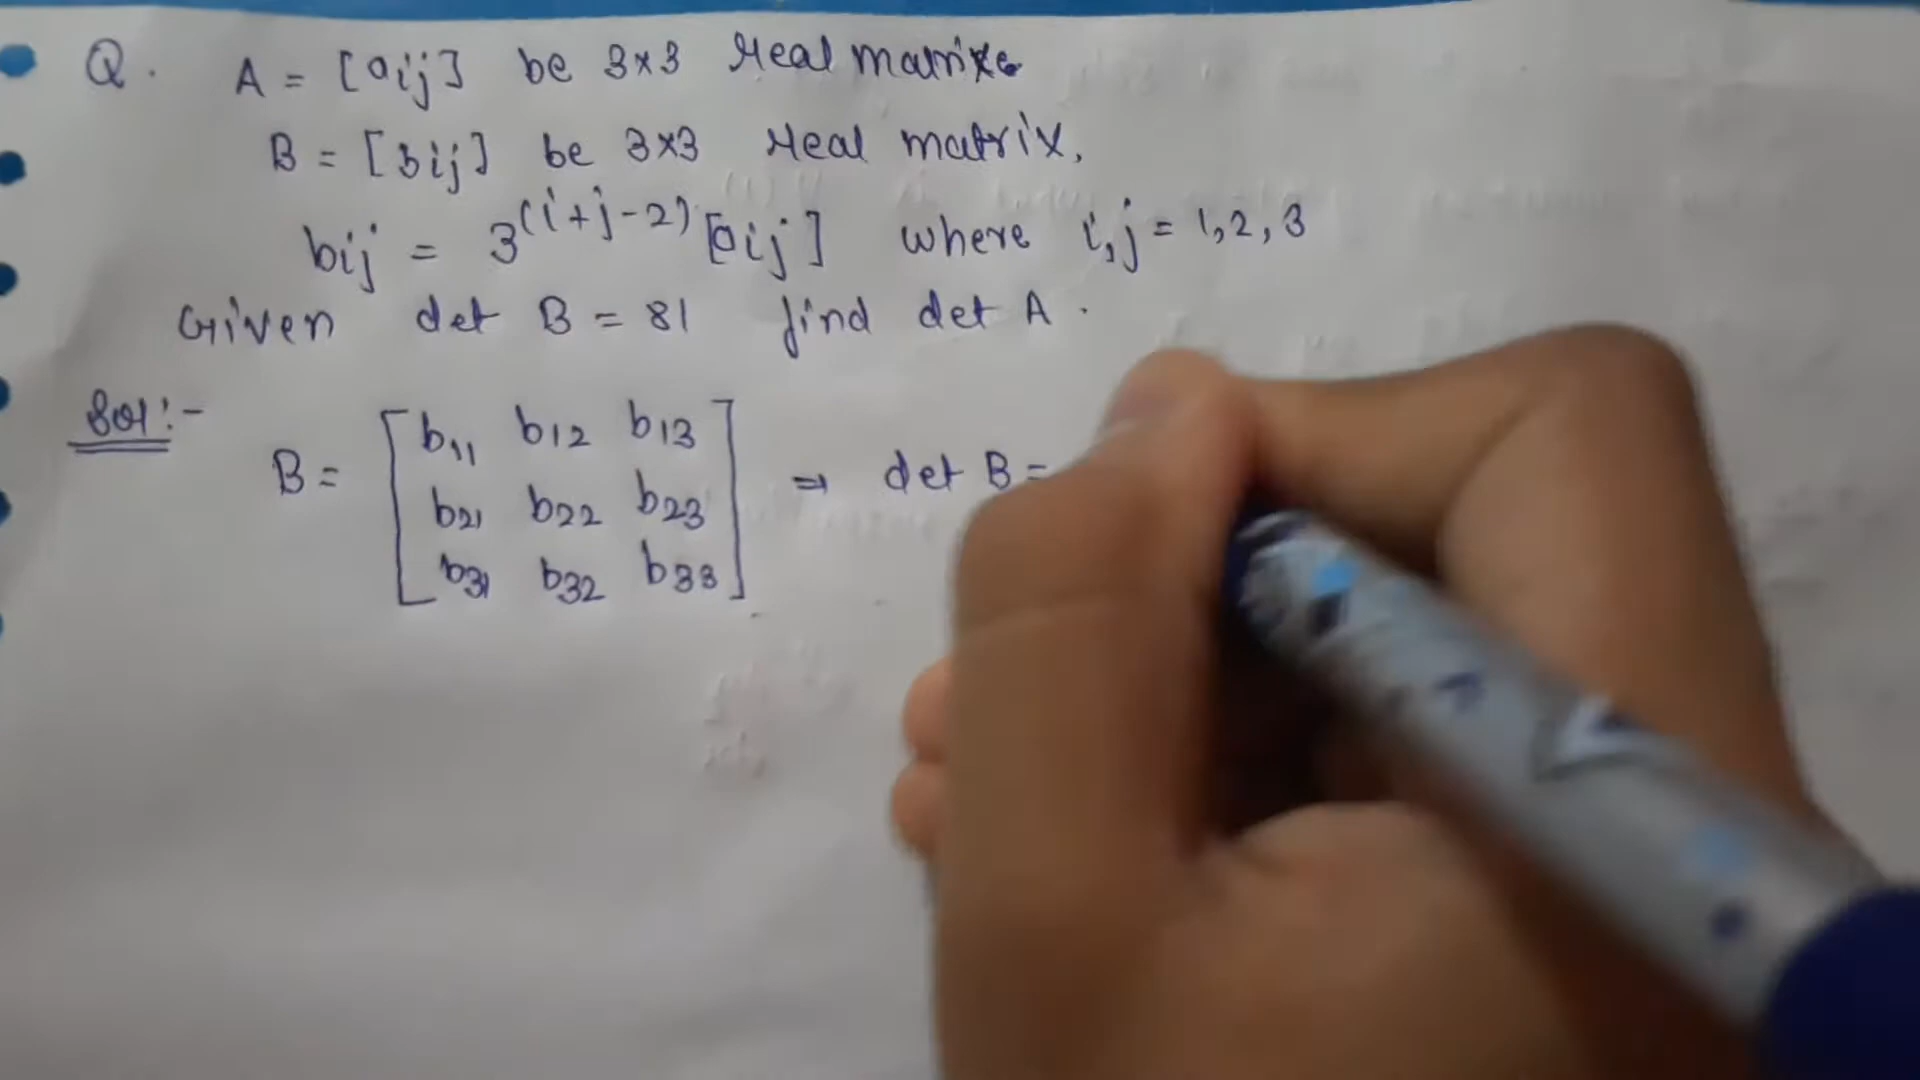 Q. A = [aij] be 3×3 real matrix
B = [bij] be 3×3 real matrix,
bij = 3^(i+j-2) [aij] where i,j = 1,2,3
Given det B = 81 find det A.
Sol:-
B = [b11 b12 b13 ⇒ det B =
b21 b22 b23
b31 b32 b33]